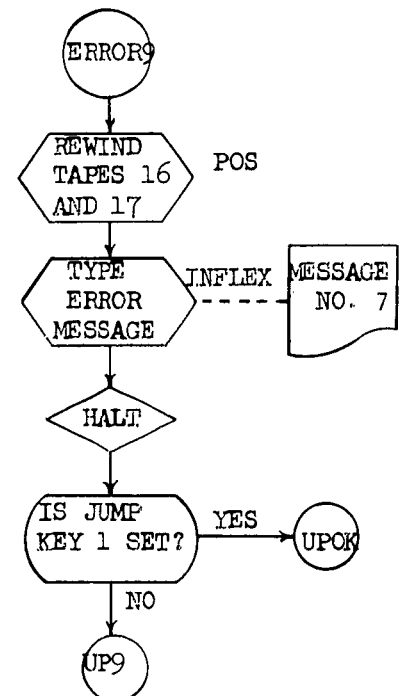 ERROR9
REWIND
TAPES 16
AND 17
POS
TYPE
ERROR
MESSAGE
INFLEX
MESSAGE
NO. 7
HALT
IS JUMP
KEY 1 SET?
YES
UPOK
NO
UP9